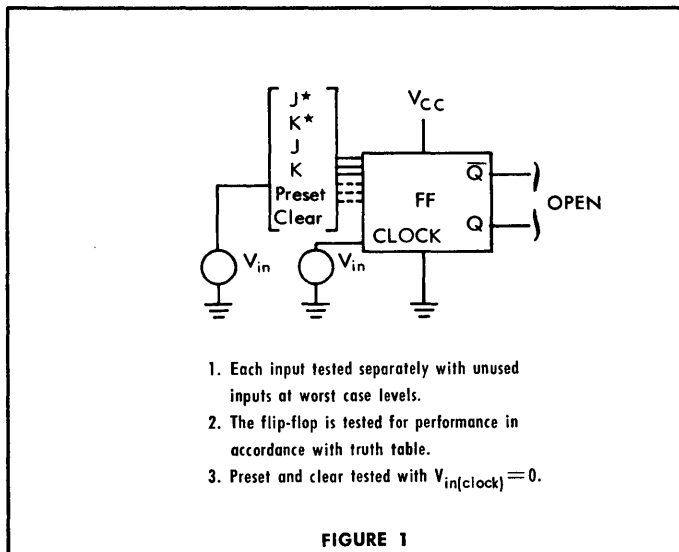 J*
K*
J
K
Preset
Clear
V_CC
Q̅
FF
OPEN
Q
CLOCK
V_in
V_in
1. Each input tested separately with unused
inputs at worst case levels.
2. The flip-flop is tested for performance in
accordance with truth table.
3. Preset and clear tested with V_in(clock) = 0.
FIGURE 1